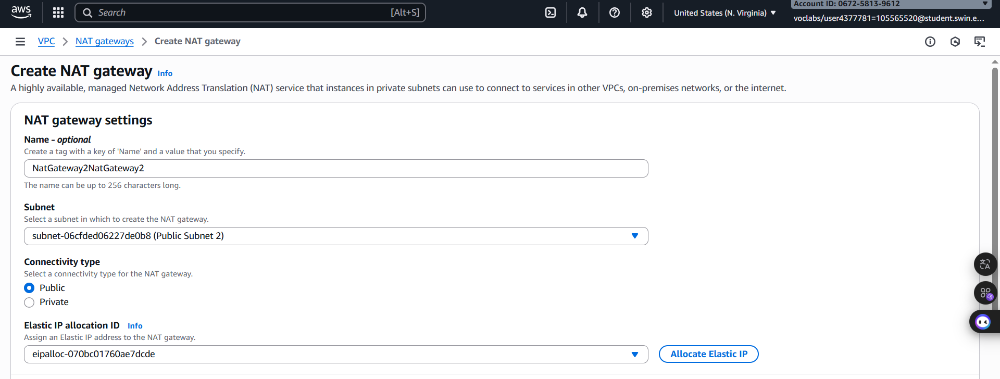 aws
Search [Alt+S]
United States (N. Virginia)
Account ID: 0672-5813-9612
voclabs/user4377781=105565520@student.swin.e...
VPC > NAT gateways > Create NAT gateway
Create NAT gateway Info
A highly available, managed Network Address Translation (NAT) service that instances in private subnets can use to connect to services in other VPCs, on-premises networks, or the internet.
NAT gateway settings
Name - optional
Create a tag with a key of 'Name' and a value that you specify.
NatGateway2NatGateway2
The name can be up to 256 characters long.
Subnet
Select a subnet in which to create the NAT gateway.
subnet-06cfded06227de0b8 (Public Subnet 2)
Connectivity type
Select a connectivity type for the NAT gateway.
Public
Private
Elastic IP allocation ID Info
Assign an Elastic IP address to the NAT gateway.
eipalloc-070bc01760ae7dcde
Allocate Elastic IP